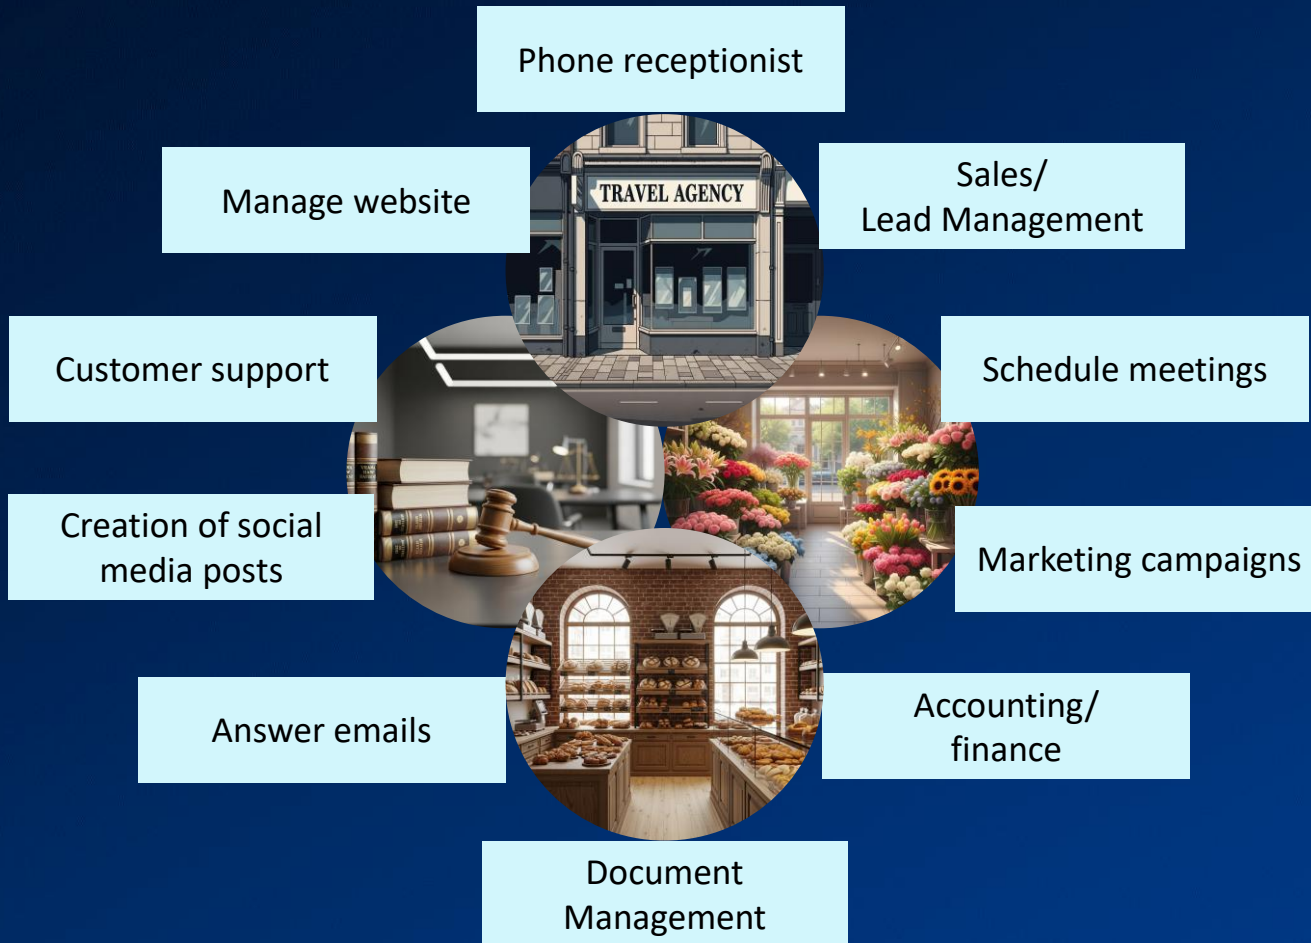 Phone receptionist
Manage website
TRAVEL AGENCY
Sales/
Lead Management
Customer support
Schedule meetings
Creation of social
media posts
Marketing campaigns
Answer emails
Accounting/
finance
Document
Management